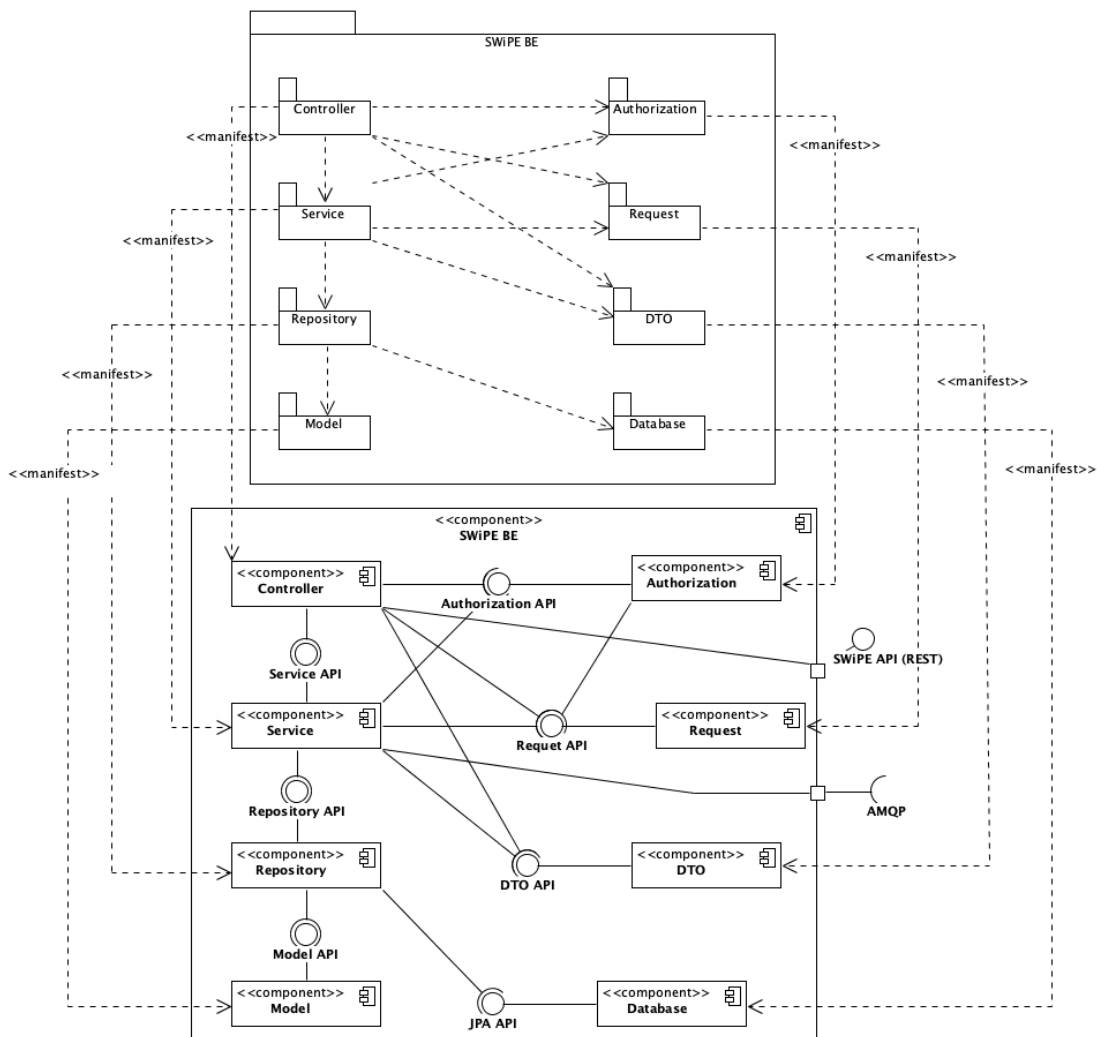 SWiPE BE
Controller
Authorization
<<manifest>>
<<manifest>>
Service
Request
<<manifest>>
<<manifest>>
Repository
DTO
<<manifest>>
<<manifest>>
Model
Database
<<manifest>>
<<manifest>>
<<component>>
SWiPE BE
<<component>>
Controller
<<component>>
Authorization
Authorization API
SWiPE API (REST)
Service API
<<component>>
Service
<<component>>
Request
Requet API
Repository API
AMQP
<<component>>
Repository
<<component>>
DTO
DTO API
Model API
<<component>>
Model
<<component>>
Database
JPA API